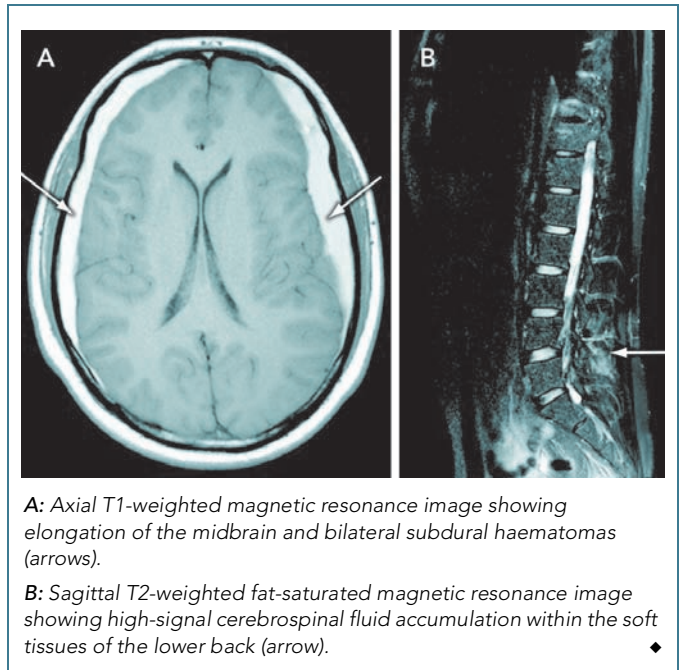 A
B
A: Axial T1-weighted magnetic resonance image showing
elongation of the midbrain and bilateral subdural haematomas
(arrows).
B: Sagittal T2-weighted fat-saturated magnetic resonance image
showing high-signal cerebrospinal fluid accumulation within the soft
tissues of the lower back (arrow). ◆